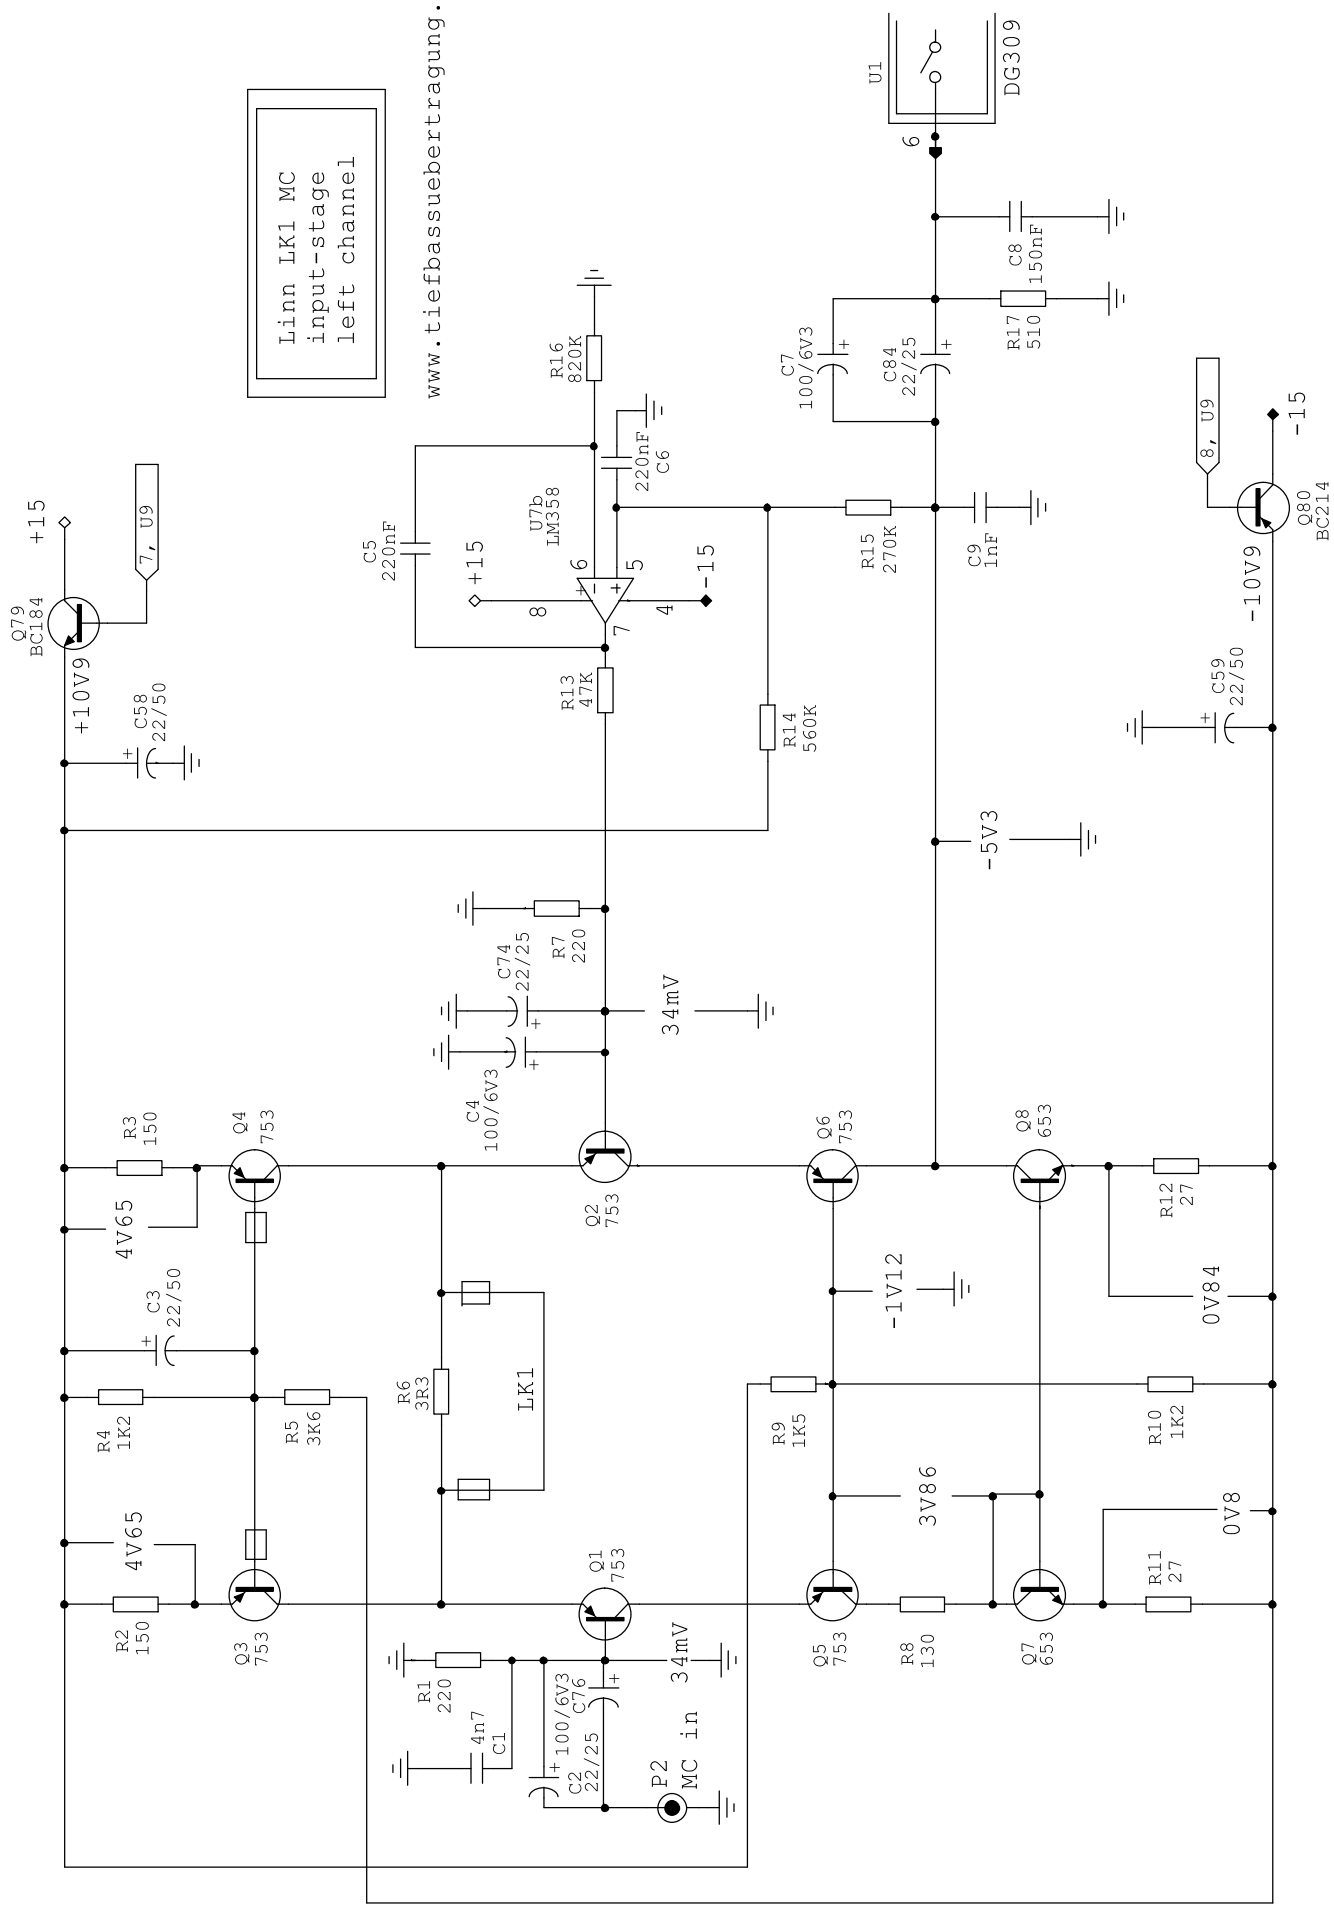 Linn LK1 MC
input-stage
left channel
www.tiefbassuebertragung.
Q79
BC184
+15
7, U9
+10V9
C58
22/50
+
R3
150
Q4
753
4V65
C3
22/50
+
R4
1K2
R5
3K6
4V65
R2
150
Q3
753
C5
220nF
+15
U7b
LM358
8
6
5
4
7
-15
+
-
+
R16
820K
220nF
C6
R13
47K
R14
560K
R15
270K
C9
1nF
C7
100/6V3
+
C84
22/25
+
R17
510
C8
150nF
6
U1
DG309
R7
220
C74
22/25
+
C4
100/6V3
+
34mV
Q2
753
R6
3R3
LK1
Q1
753
R1
220
4n7
C1
100/6V3
C76
+
+
C2
22/25
34mV
P2
MC in
-5V3
Q6
753
Q8
653
-1V12
R9
1K5
R10
1K2
R12
27
0V84
3V86
Q5
753
R8
130
Q7
653
R11
27
0V8
C59
22/50
+
-10V9
8, U9
Q80
BC214
-15